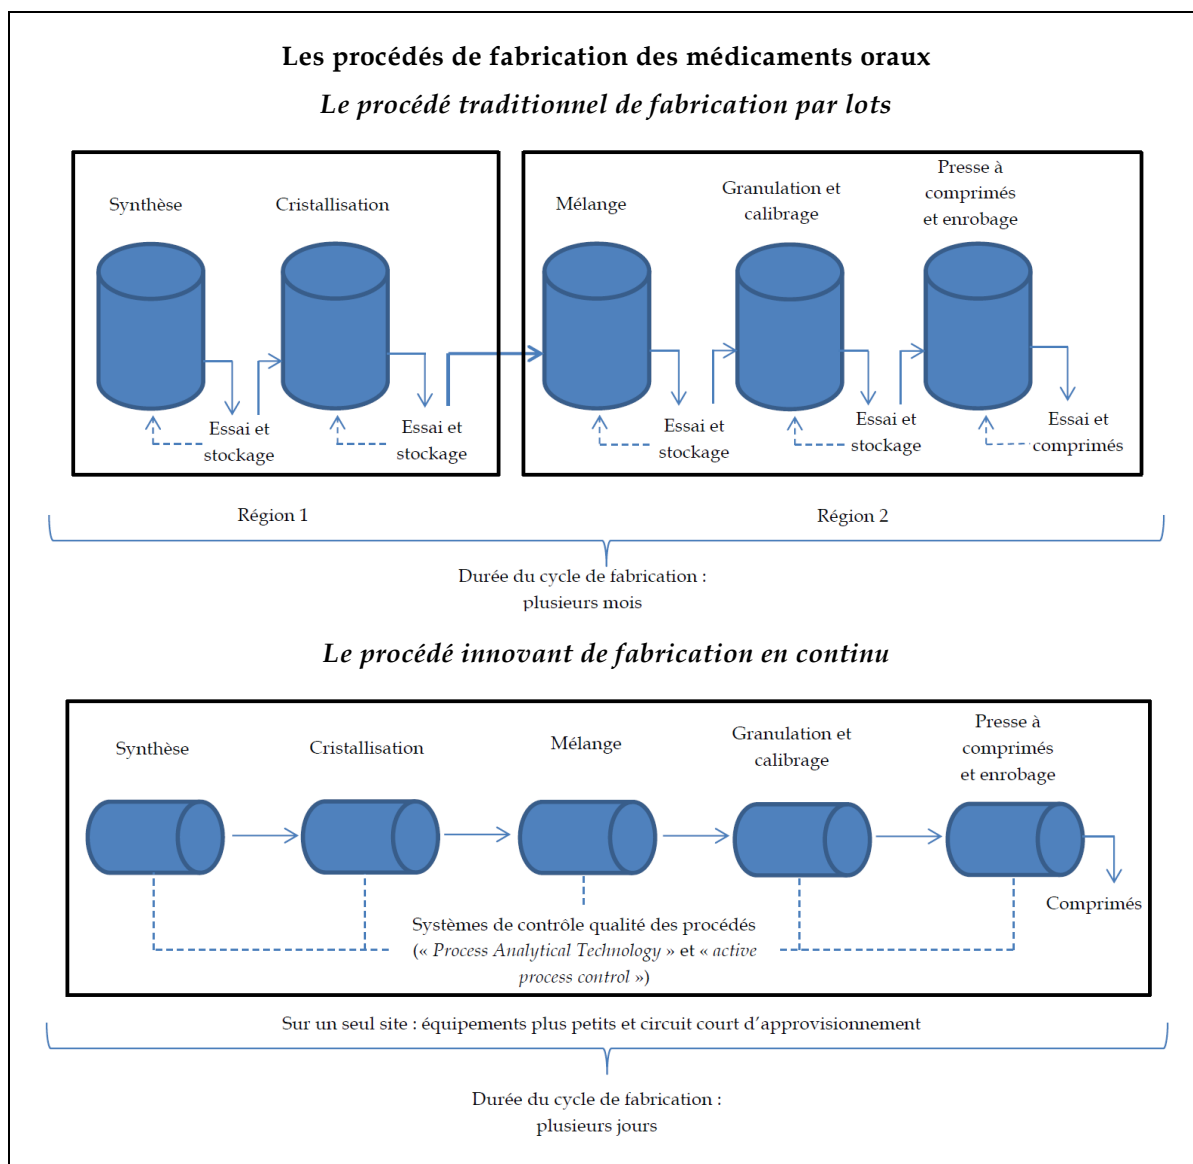 Les procédés de fabrication des médicaments oraux
Le procédé traditionnel de fabrication par lots
Synthèse
Cristallisation
Mélange
Granulation et
calibrage
Presse à
comprimés
et enrobage
Essai et
stockage
Essai et
stockage
Essai et
stockage
Essai et
stockage
Essai et
comprimés
Région 1
Région 2
Durée du cycle de fabrication :
plusieurs mois
Le procédé innovant de fabrication en continu
Synthèse
Cristallisation
Mélange
Granulation et
calibrage
Presse à
comprimés
et enrobage
Comprimés
Systèmes de contrôle qualité des procédés
(« Process Analytical Technology » et « active
process control »)
Sur un seul site : équipements plus petits et circuit court d’approvisionnement
Durée du cycle de fabrication :
plusieurs jours